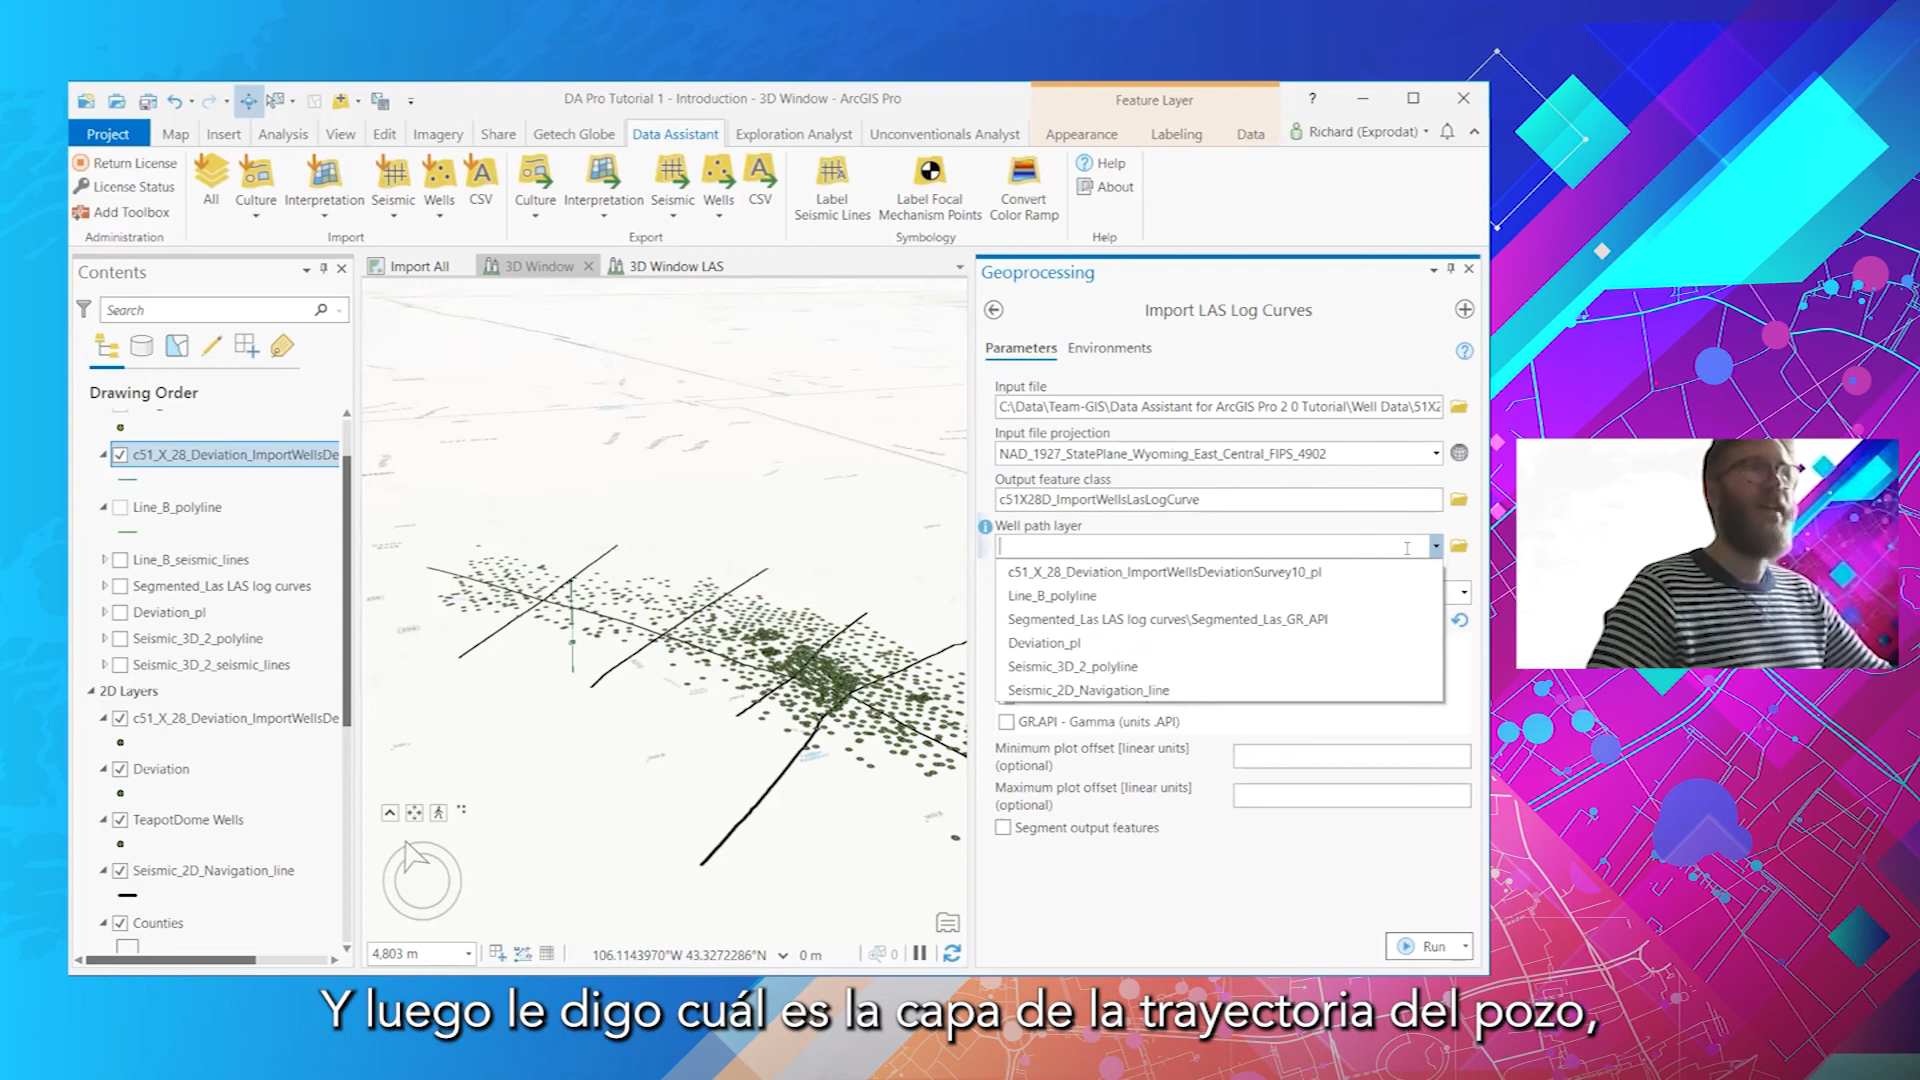 DA Pro Tutorial 1 - Introduction - 3D Window - ArcGIS Pro
Feature Layer
?
Project
Map
Insert
Analysis
View
Edit
Imagery
Share
Getech Globe
Data Assistant
Exploration Analyst
Unconventionals Analyst
Appearance
Labeling
Data
Richard (Exprodat)
Return License
License Status
Add Toolbox
Administration
All
Culture
Interpretation
Seismic
Wells
CSV
Import
Culture
Interpretation
Seismic
Wells
CSV
Export
Label
Seismic Lines
Label Focal
Mechanism Points
Convert
Color Ramp
Symbology
Help
About
Help
Contents
Search
Drawing Order
c51_X_28_Deviation_ImportWellsDe
Line_B_polyline
Line_B_seismic_lines
Segmented_Las LAS log curves
Deviation_pl
Seismic_3D_2_polyline
Seismic_3D_2_seismic_lines
2D Layers
c51_X_28_Deviation_ImportWellsDe
Deviation
TeapotDome Wells
Seismic_2D_Navigation_line
Counties
Import All
3D Window
3D Window LAS
4,803 m
106.1143970°W 43.3272286°N
0 m
0
Geoprocessing
Import LAS Log Curves
Parameters
Environments
Input file
C:\Data\Team-GIS\Data Assistant for ArcGIS Pro 2 0 Tutorial\Well Data\51X2
Input file projection
NAD_1927_StatePlane_Wyoming_East_Central_FIPS_4902
Output feature class
c51X28D_ImportWellsLasLogCurve
Well path layer
c51_X_28_Deviation_ImportWellsDeviationSurvey10_pl
Line_B_polyline
Segmented_Las LAS log curves\Segmented_Las_GR_API
Deviation_pl
Seismic_3D_2_polyline
Seismic_2D_Navigation_line
GR.API - Gamma (units .API)
Minimum plot offset [linear units]
(optional)
Maximum plot offset [linear units]
(optional)
Segment output features
Run
Y luego le digo cuál es la capa de la trayectoria del pozo,